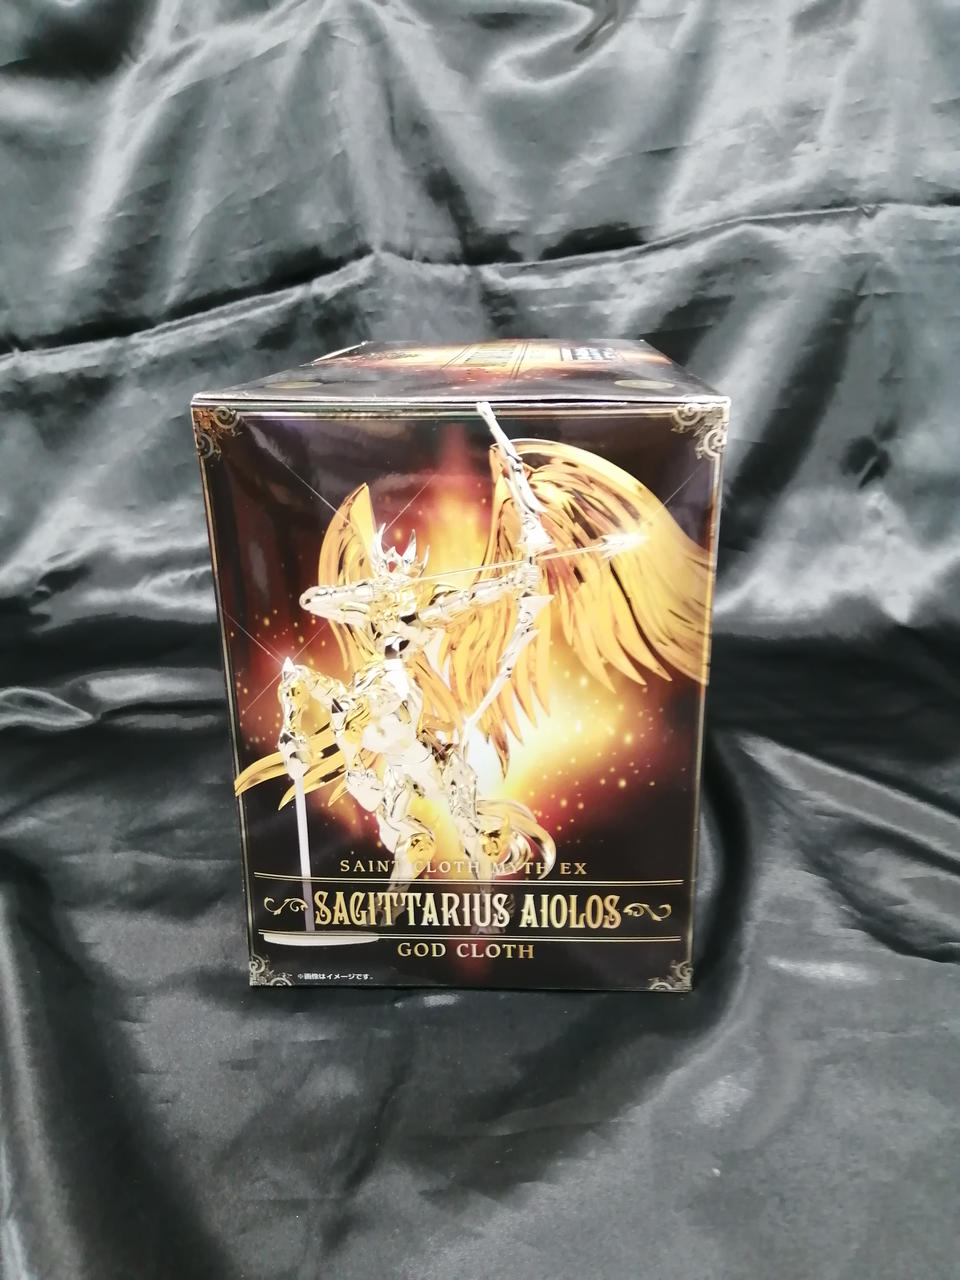 SAINT CLOTH MYTH EX
SAGITTARIUS AIOLOS
GOD CLOTH
※画像はイメージです。